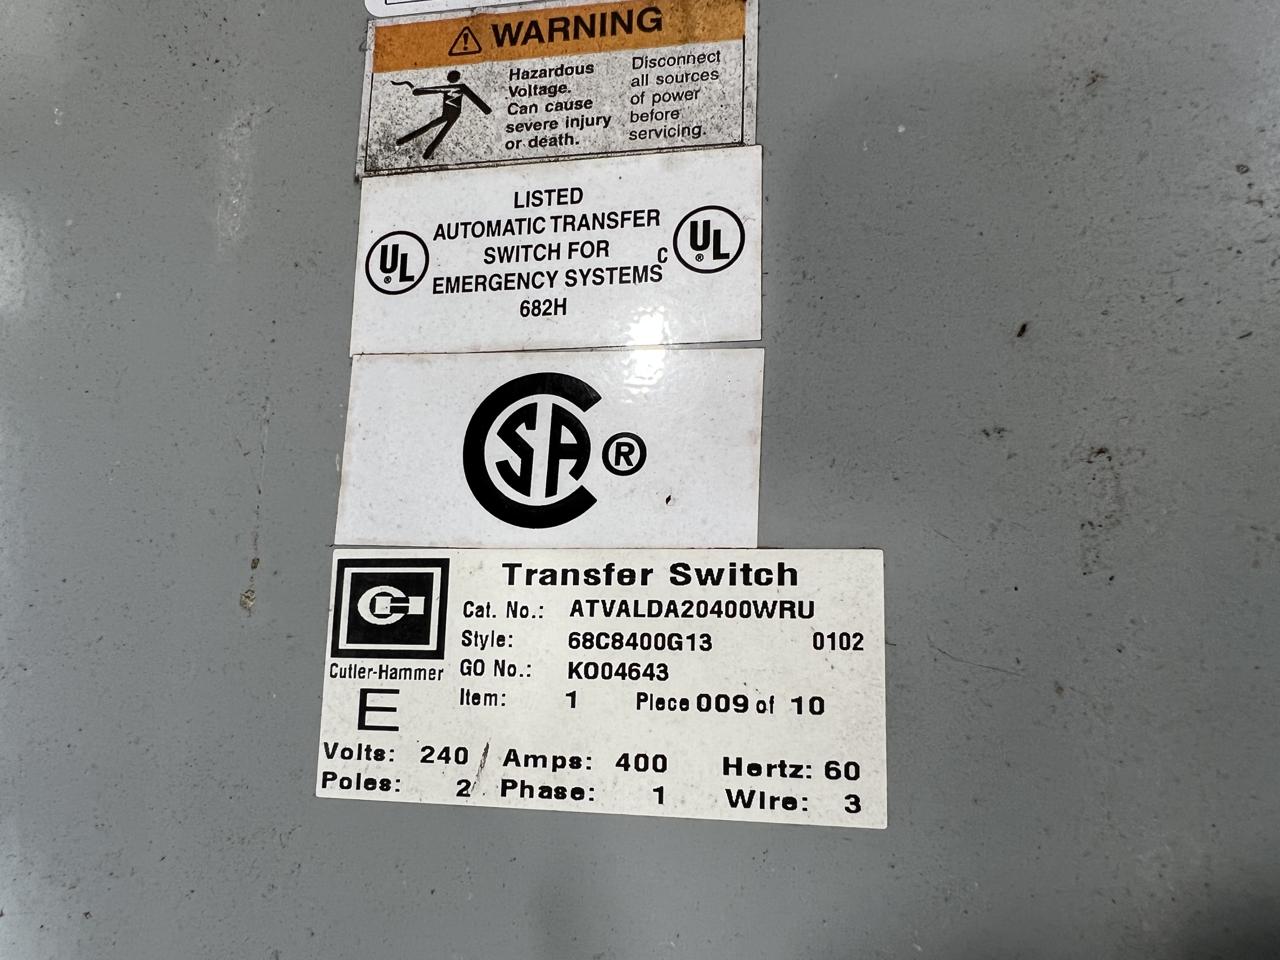 WARNING
Hazardous
Voltage.
Can cause
severe injury
or death.
Disconnect
all sources
of power
before
servicing.
LISTED
AUTOMATIC TRANSFER
SWITCH FOR
EMERGENCY SYSTEMS
682H
UL®
C UL®
CSA ®
Transfer Switch
Cat. No.: ATVALDA20400WRU
Style: 68C8400G13 0102
GO No.: KO04643
Item: 1 Piece 009 of 10
Cutler-Hammer
E
Volts: 240 / Amps: 400 Hertz: 60
Poles: 2 Phase: 1 Wire: 3